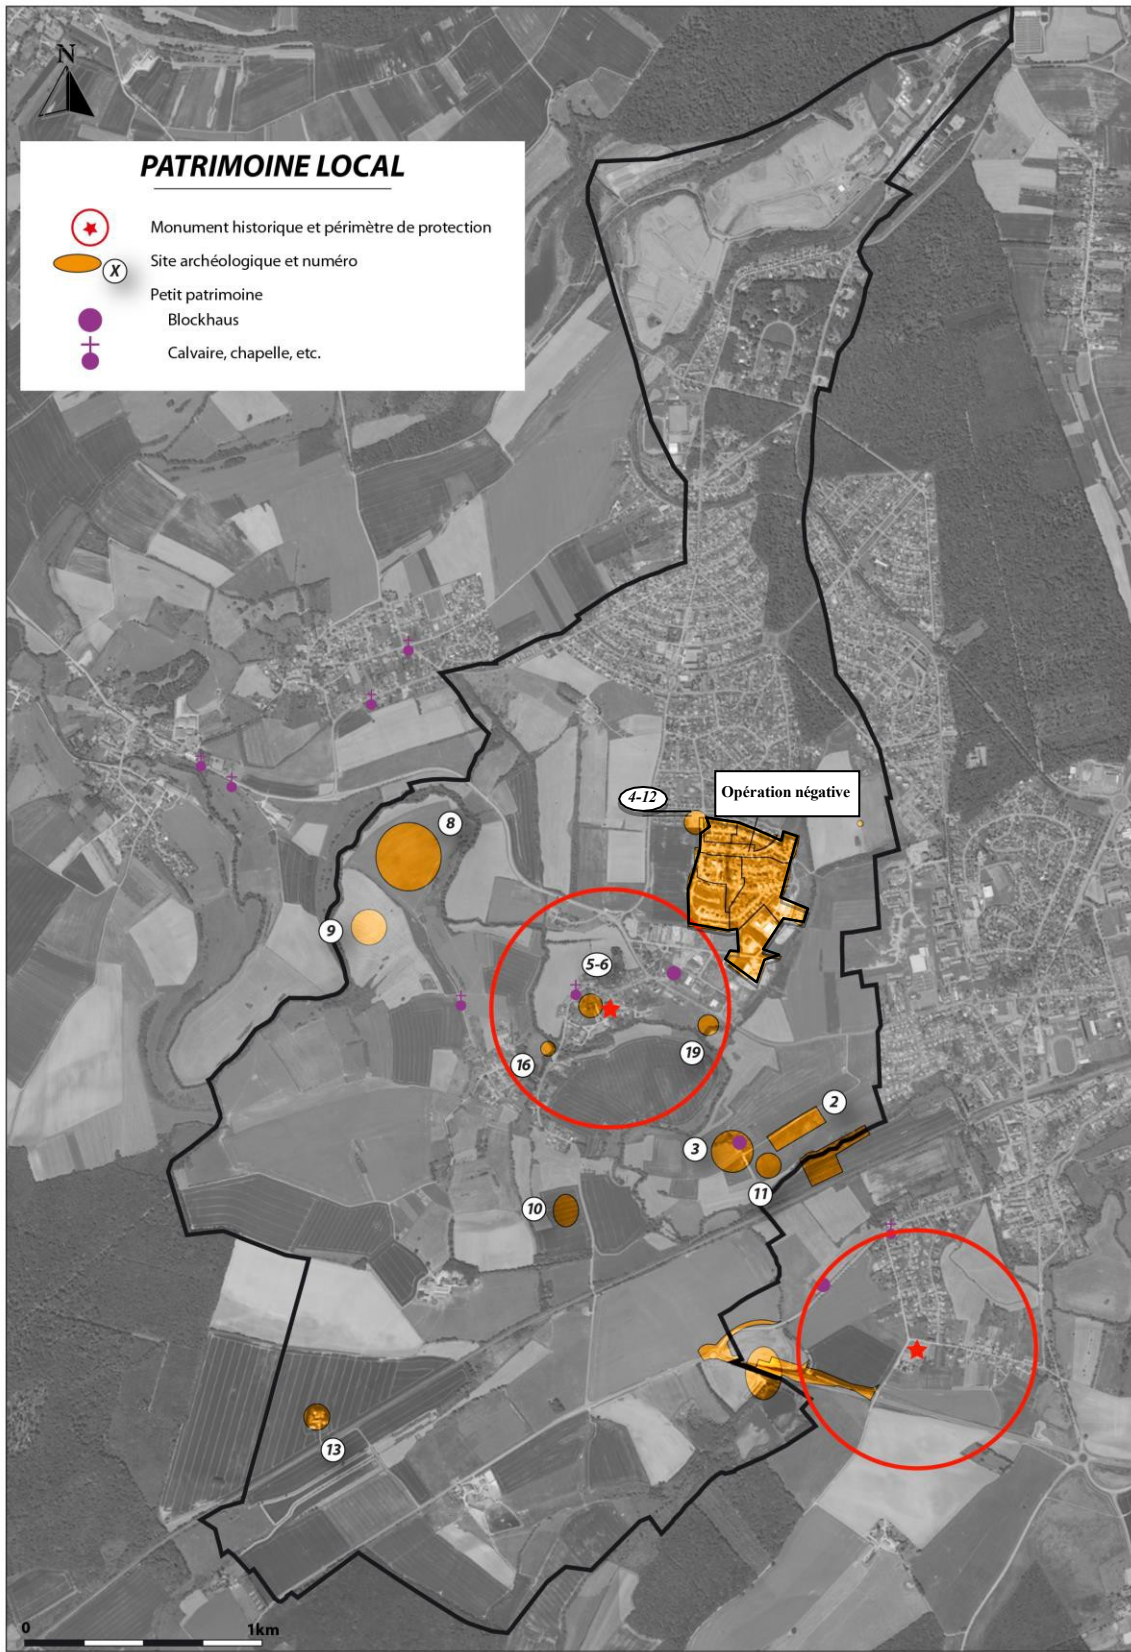 N
PATRIMOINE LOCAL
Monument historique et périmètre de protection
Site archéologique et numéro
X
Petit patrimoine
Blockhaus
Calvaire, chapelle, etc.
4-12
Opération négative
8
9
5-6
16
19
2
3
11
10
13
0
1km